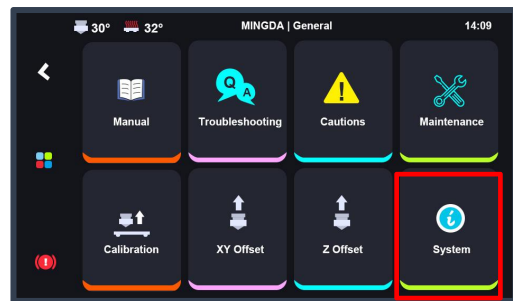 30° 32° MINGDA | General 14:09
Manual Troubleshooting Cautions Maintenance
Calibration XY Offset Z Offset System
Q A